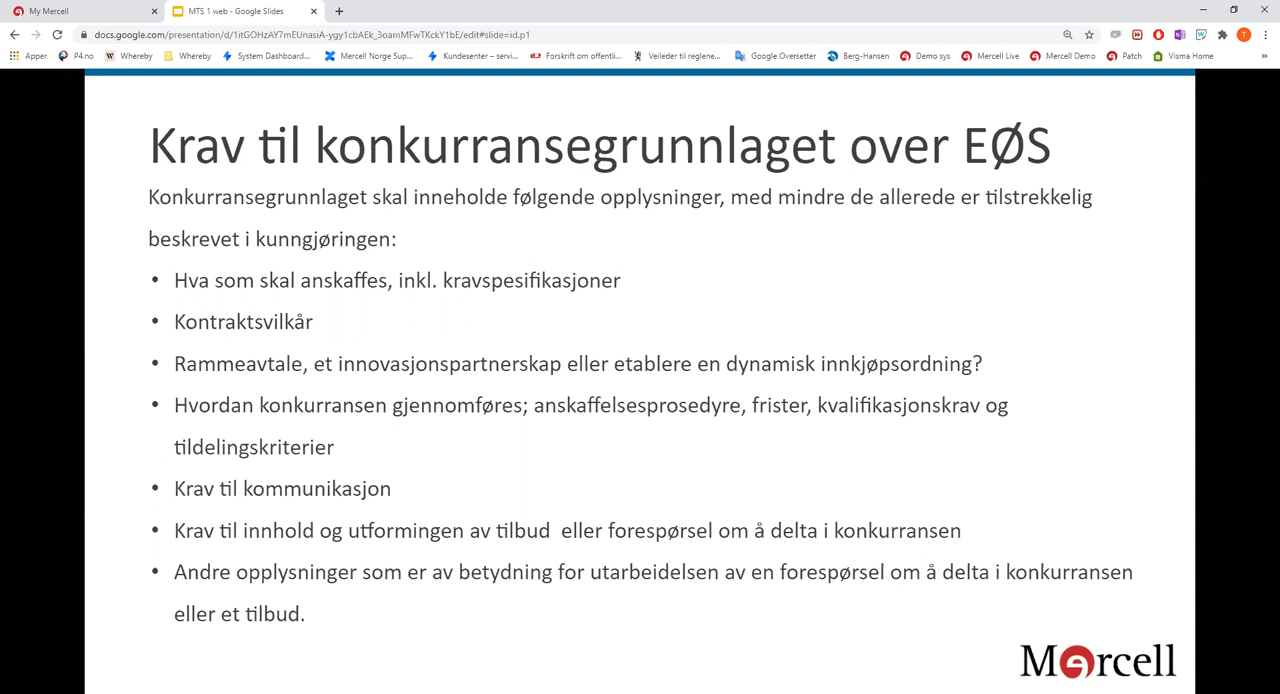 My Mercell
MTS 1 web - Google Slides
docs.google.com/presentation/d/1itGOHzAY7mEUnasiA-ygy1cbAEk_3oarnMFwTKckY1bE/edit#slide=id.p1
Apper P4.no Whereby Whereby System Dashboard... Mercell Norge Sup... Kundesenter – servi... Forskrift om offentli... Veileder til reglene... Google Oversetter Berg-Hansen Demo sys Mercell Live Mercell Demo Patch Visma Home »
Krav til konkurransegrunnlaget over EØS
Konkurransegrunnlaget skal inneholde følgende opplysninger, med mindre de allerede er tilstrekkelig
beskrevet i kunngjøringen:
• Hva som skal anskaffes, inkl. kravspesifikasjoner
• Kontraktsvilkår
• Rammeavtale, et innovasjonspartnerskap eller etablere en dynamisk innkjøpsordning?
• Hvordan konkurransen gjennomføres; anskaffelsesprosedyre, frister, kvalifikasjonskrav og
tildelingskriterier
• Krav til kommunikasjon
• Krav til innhold og utformingen av tilbud  eller forespørsel om å delta i konkurransen
• Andre opplysninger som er av betydning for utarbeidelsen av en forespørsel om å delta i konkurransen
eller et tilbud.
Mercell